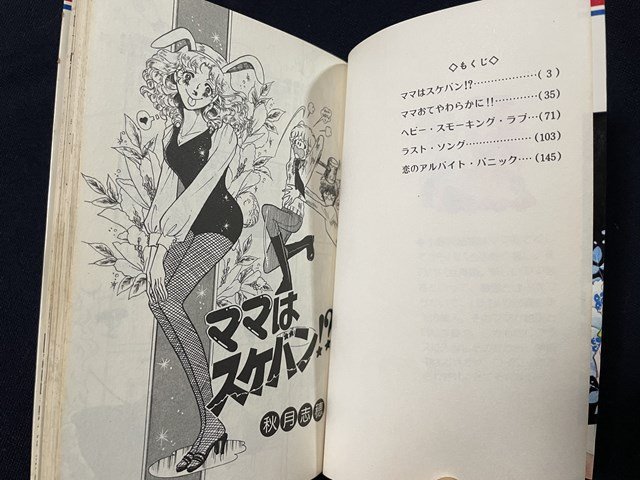 ◇もくじ◇
ママはスケバン!?………………(3)
ママおてやわらかに!!…………(35)
ヘビー・スモーキング・ラブ…(71)
ラスト・ソング………………(103)
恋のアルバイト・パニック……(145)
ママは
スケバン!?
秋月志